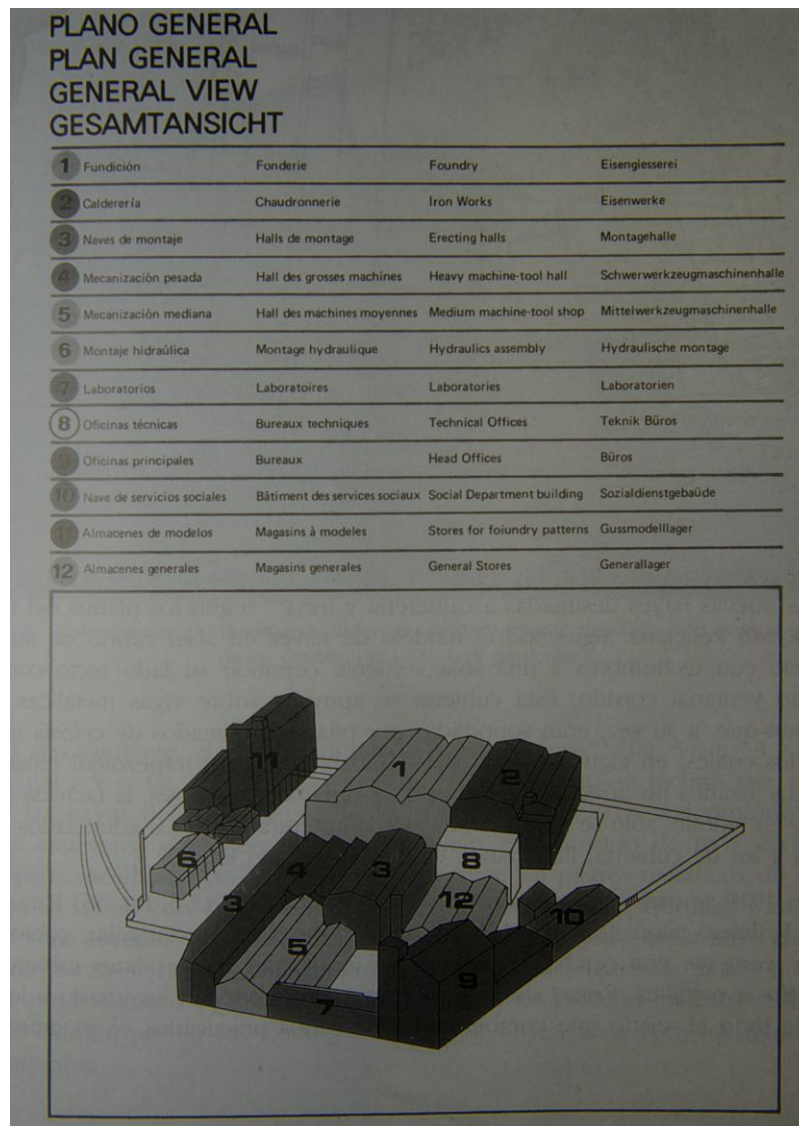 PLANO GENERAL
PLAN GENERAL
GENERAL VIEW
GESAMTANSICHT
1 Fundición Fonderie Foundry Eisengiesserei
2 Calderería Chaudronnerie Iron Works Eisenwerke
3 Naves de montaje Halls de montage Erecting halls Montagehalle
4 Mecanización pesada Hall des grosses machines Heavy machine-tool hall Schwerwerkzeugmaschinenhalle
5 Mecanización mediana Hall des machines moyennes Medium machine-tool shop Mittelwerkzeugmaschinenhalle
6 Montaje hidraûlica Montage hydraulique Hydraulics assembly Hydraulische montage
7 Laboratorios Laboratoires Laboratories Laboratorien
8 Oficinas técnicas Bureaux techniques Technical Offices Teknik Büros
9 Oficinas principales Bureaux Head Offices Büros
10 Nave de servicios sociales Bâtiment des services sociaux Social Department building Sozialdienstgebaüde
11 Almacenes de modelos Magasins à modeles Stores for foiundry patterns Gussmodelllager
12 Almacenes generales Magasins generales General Stores Generallager
11
1
2
6
4
3
8
3
12
10
5
9
7